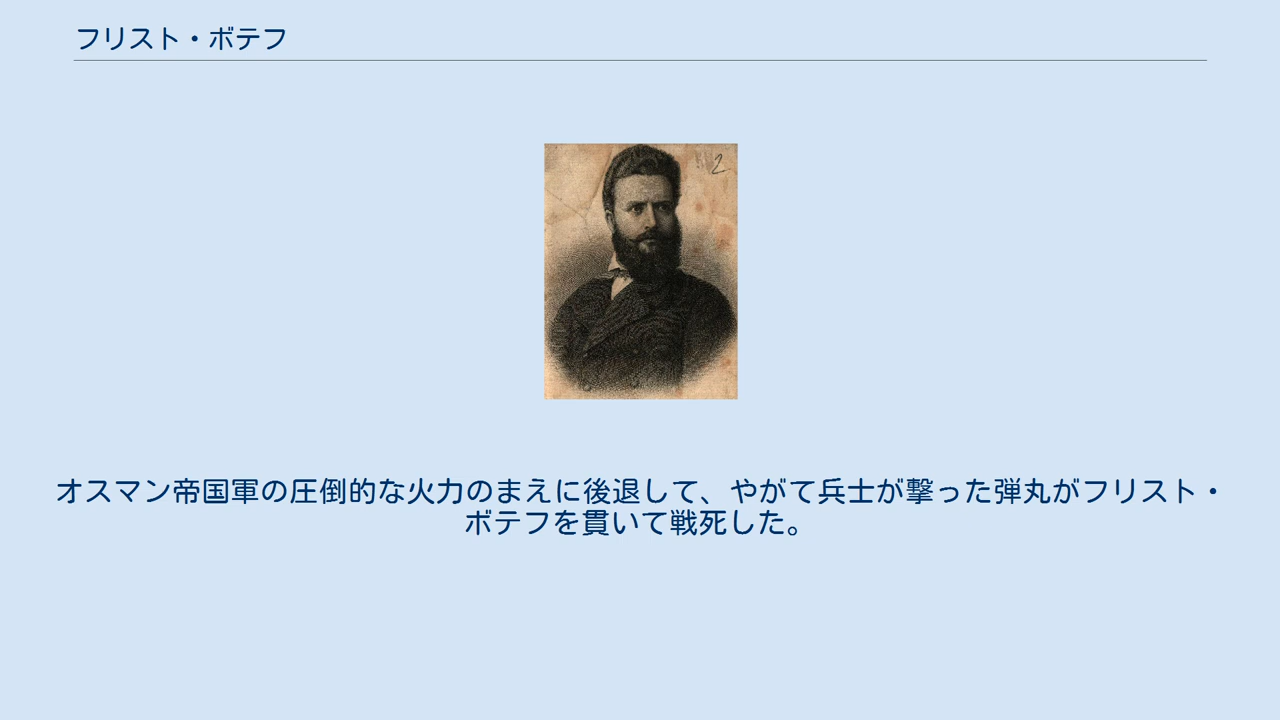 フリスト・ボテフ
2
オスマン帝国軍の圧倒的な火力のまえに後退して、やがて兵士が撃った弾丸がフリスト・
ボテフを貫いて戦死した。